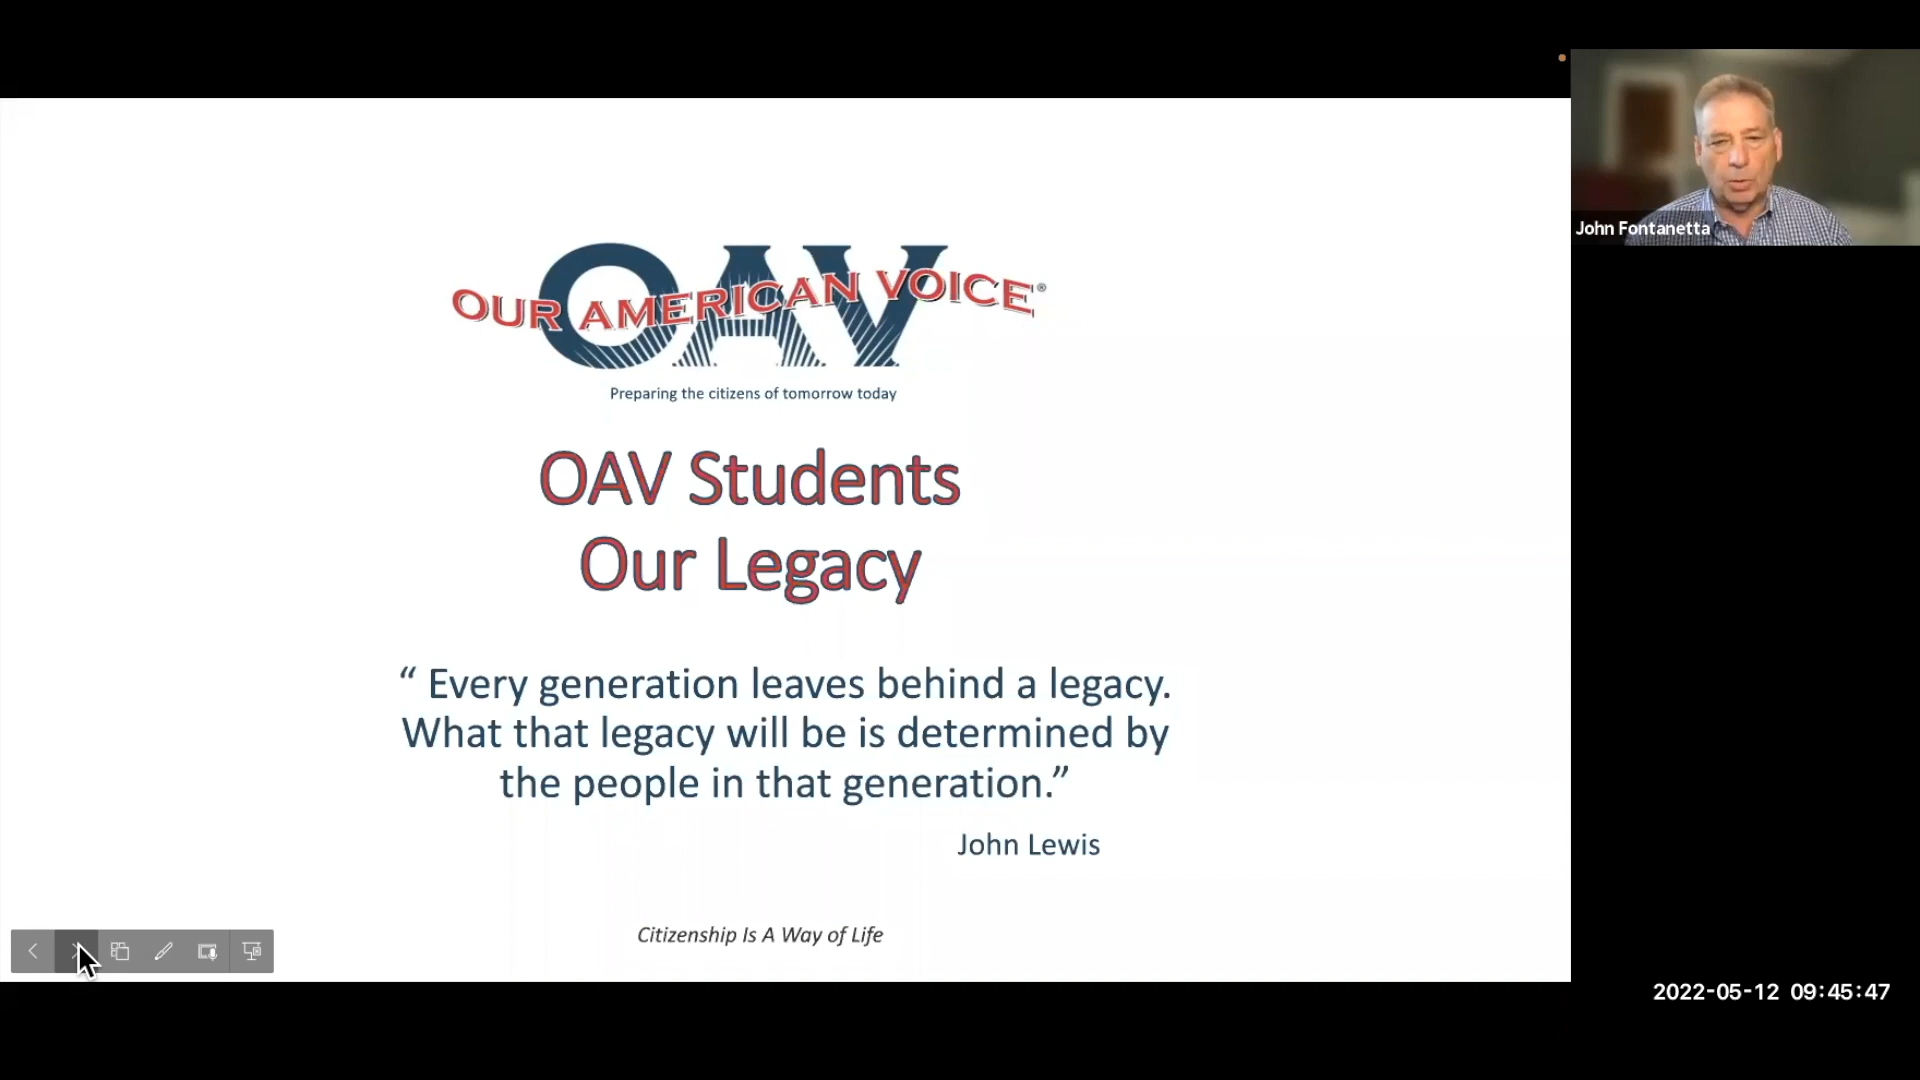 OAV
OUR AMERICAN VOICE®
Preparing the citizens of tomorrow today
OAV Students
Our Legacy
“ Every generation leaves behind a legacy.
What that legacy will be is determined by
the people in that generation.”
John Lewis
Citizenship Is A Way of Life
John Fontanetta
2022-05-12 09:45:47